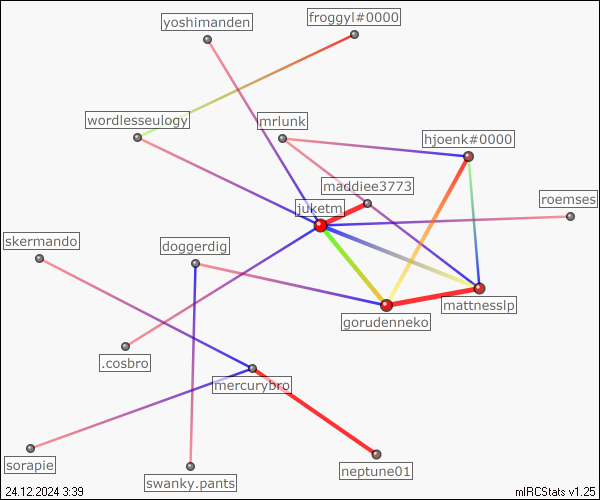 froggyl#0000
yoshimanden
wordlesseulogy
mrlunk
hjoenk#0000
maddiee3773
roemses
juketm
skermando
doggerdig
mattnesslp
gorudenneko
.cosbro
mercurybro
sorapie
neptune01
swanky.pants
24.12.2024 3:39
mIRCStats v1.25